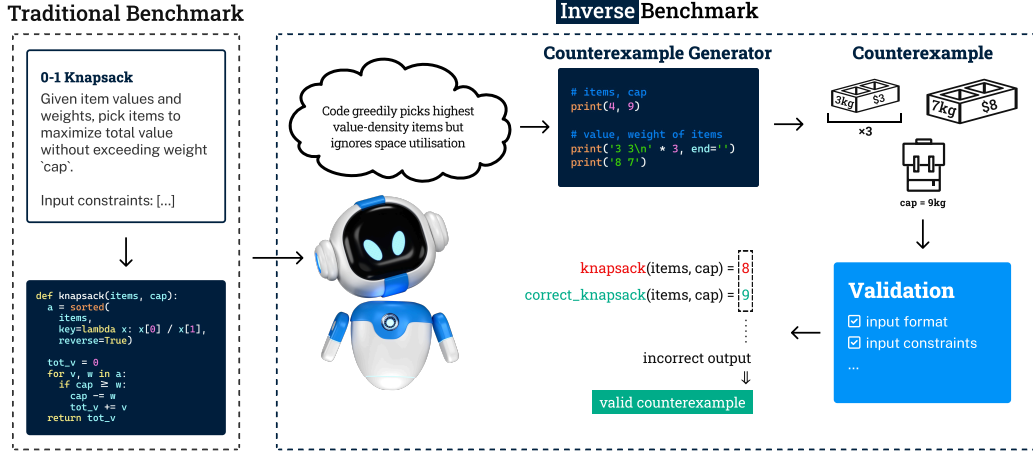 Traditional Benchmark
0-1 Knapsack
Given item values and
weights, pick items to
maximize total value
without exceeding weight
`cap`.
Input constraints: [...]
def knapsack(items, cap):
a = sorted(
items,
key=lambda x: x[0] / x[1],
reverse=True)
tot_v = 0
for v, w in a:
if cap ≥ w:
cap -= w
tot_v += v
return tot_v
Inverse Benchmark
Code greedily picks highest
value-density items but
ignores space utilisation
Counterexample Generator
# items, cap
print(4, 9)
# value, weight of items
print('3 3\n' * 3, end='')
print('8 7')
Counterexample
3kg $3
×3
7kg $8
cap = 9kg
Validation
input format
input constraints
...
knapsack(items, cap) = 8
correct_knapsack(items, cap) = 9
incorrect output
⇓
valid counterexample